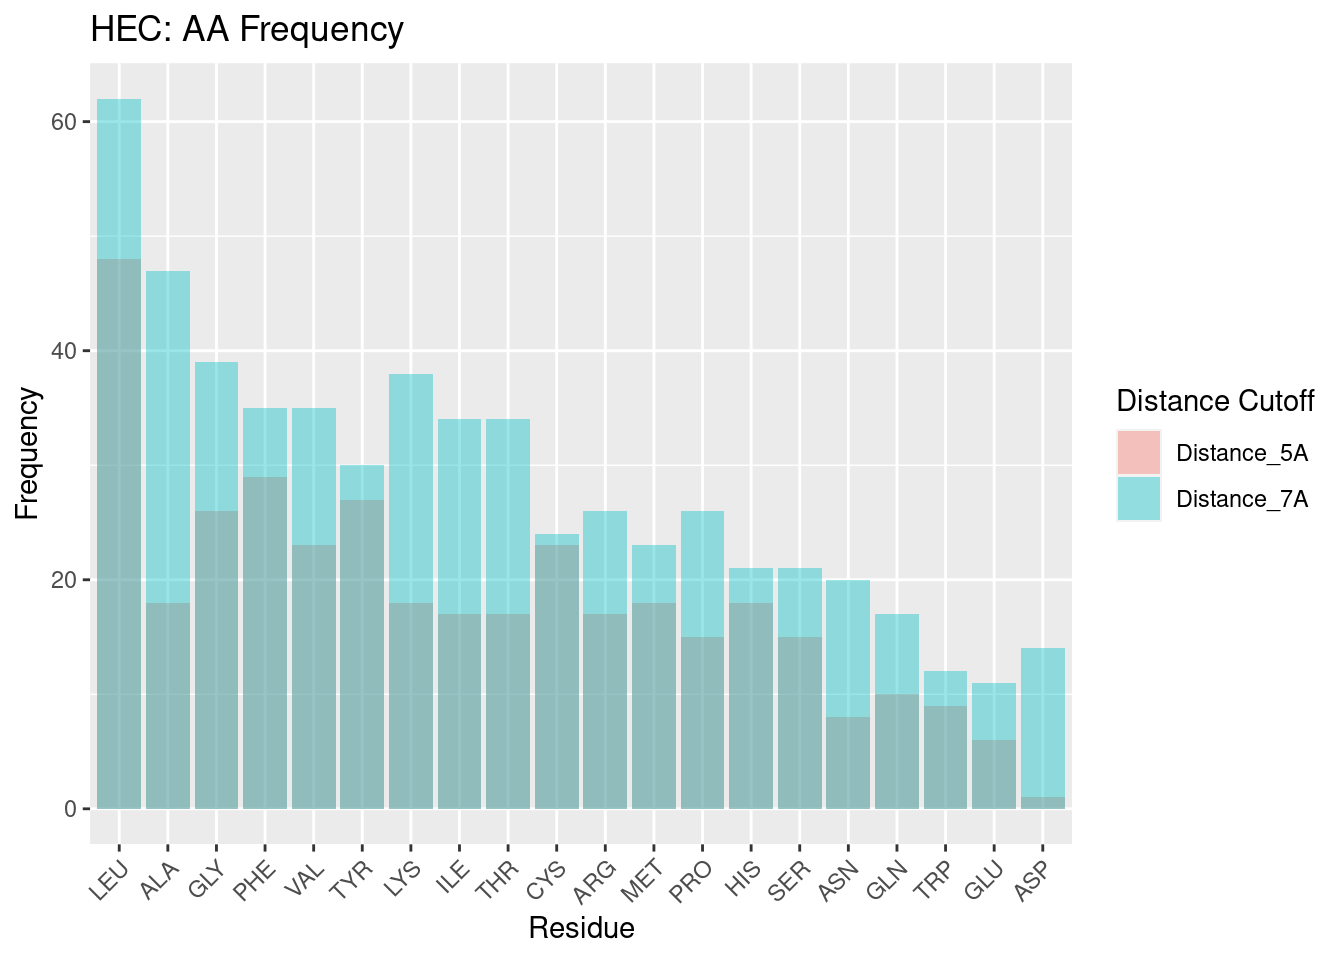 HEC: AA Frequency
Frequency
60
40
20
0
LEU ALA GLY PHE VAL TYR LYS ILE THR CYS ARG MET PRO HIS SER ASN GLN TRP GLU ASP
Residue
Distance Cutoff
Distance_5A
Distance_7A